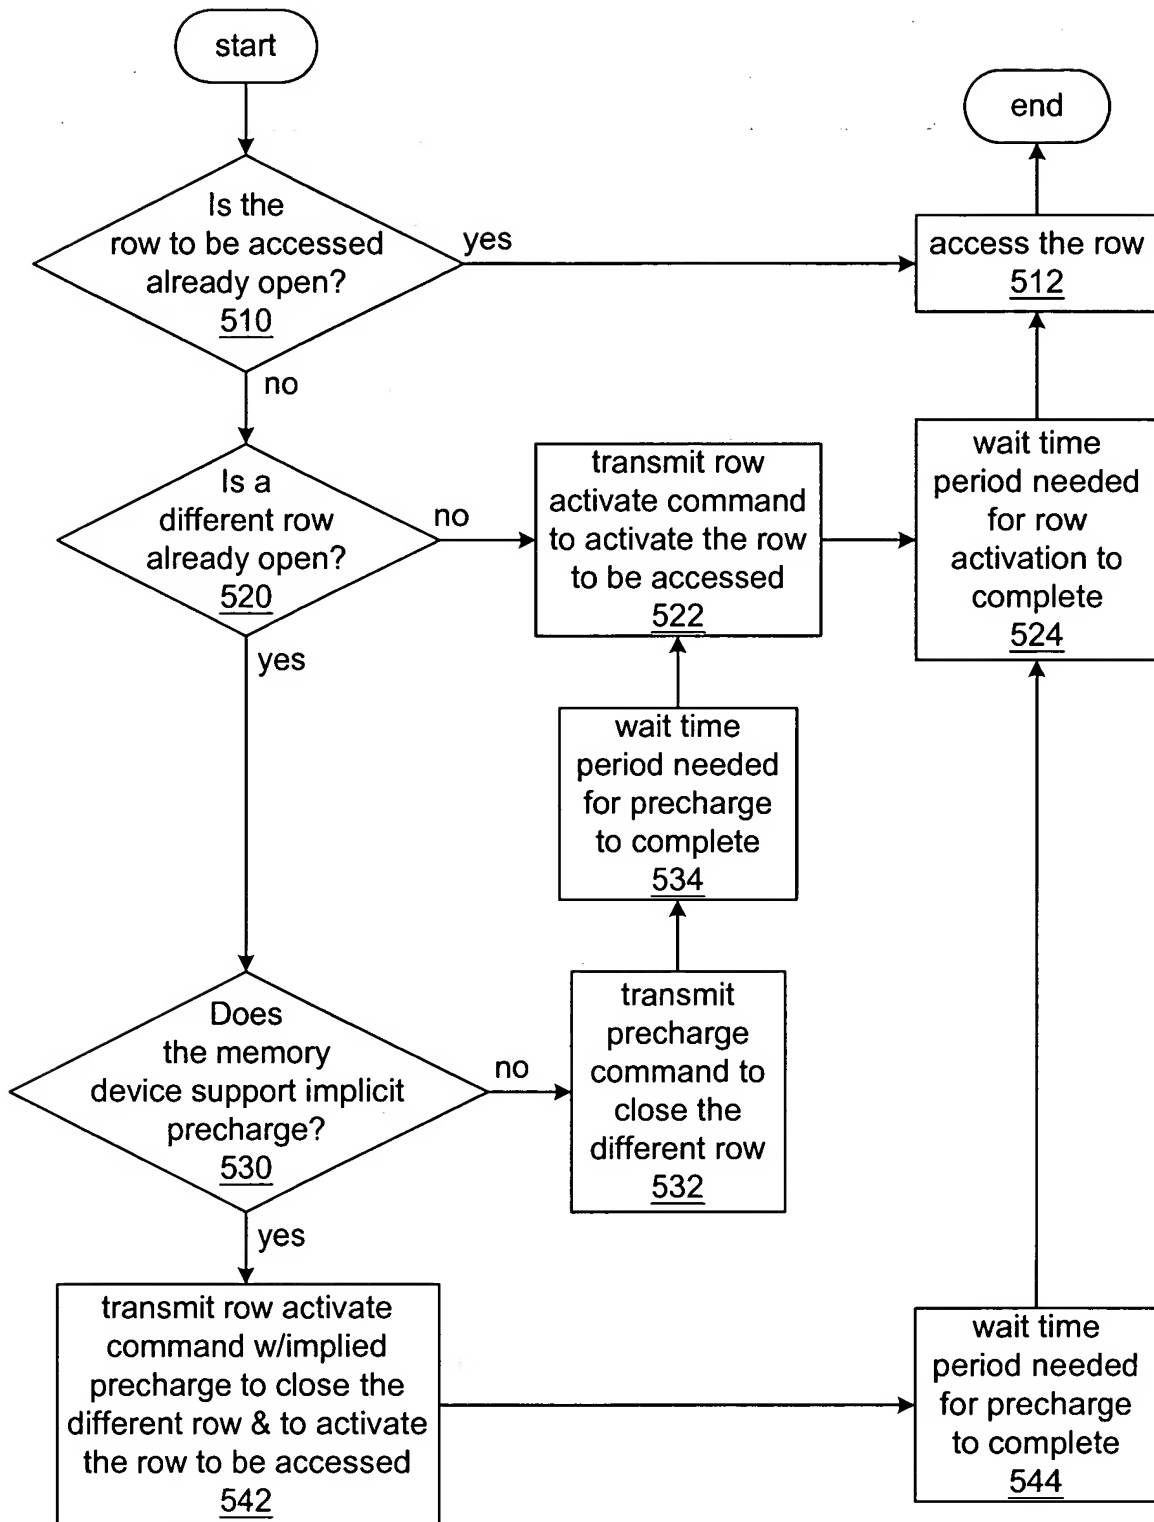 start
end
Is the
row to be accessed
already open?
510
yes
access the row
512
no
Is a
different row
already open?
520
no
transmit row
activate command
to activate the row
to be accessed
522
wait time
period needed
for row
activation to
complete
524
yes
wait time
period needed
for precharge
to complete
534
Does
the memory
device support implicit
precharge?
530
no
transmit
precharge
command to
close the
different row
532
yes
transmit row activate
command w/implied
precharge to close the
different row & to activate
the row to be accessed
542
wait time
period needed
for precharge
to complete
544